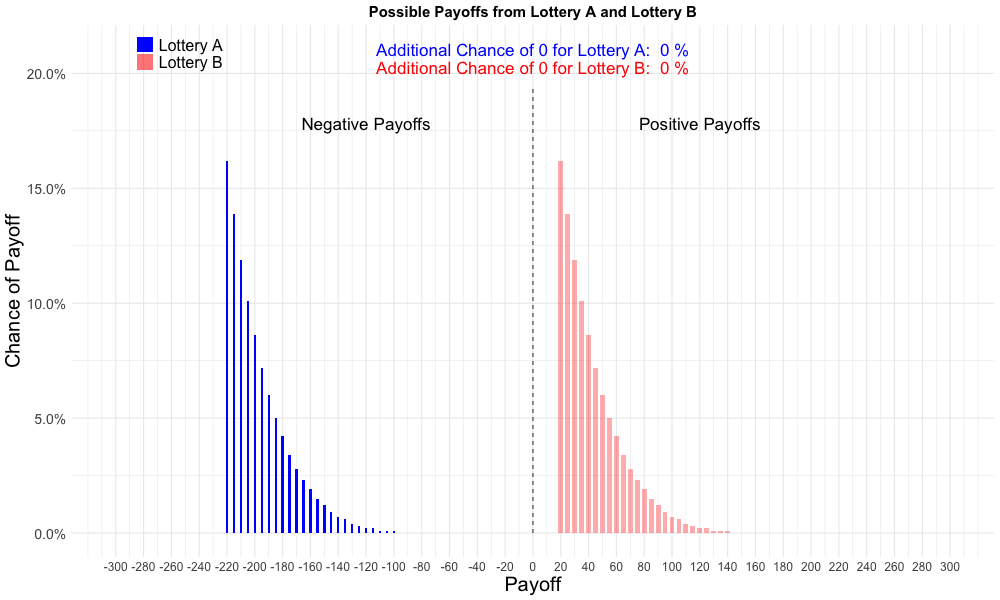 Possible Payoffs from Lottery A and Lottery B
Lottery A
Lottery B
Additional Chance of 0 for Lottery A:  0 %
Additional Chance of 0 for Lottery B:  0 %
Negative Payoffs
Positive Payoffs
Chance of Payoff
20.0%
15.0%
10.0%
5.0%
0.0%
-300 -280 -260 -240 -220 -200 -180 -160 -140 -120 -100 -80 -60 -40 -20 0 20 40 60 80 100 120 140 160 180 200 220 240 260 280 300
Payoff